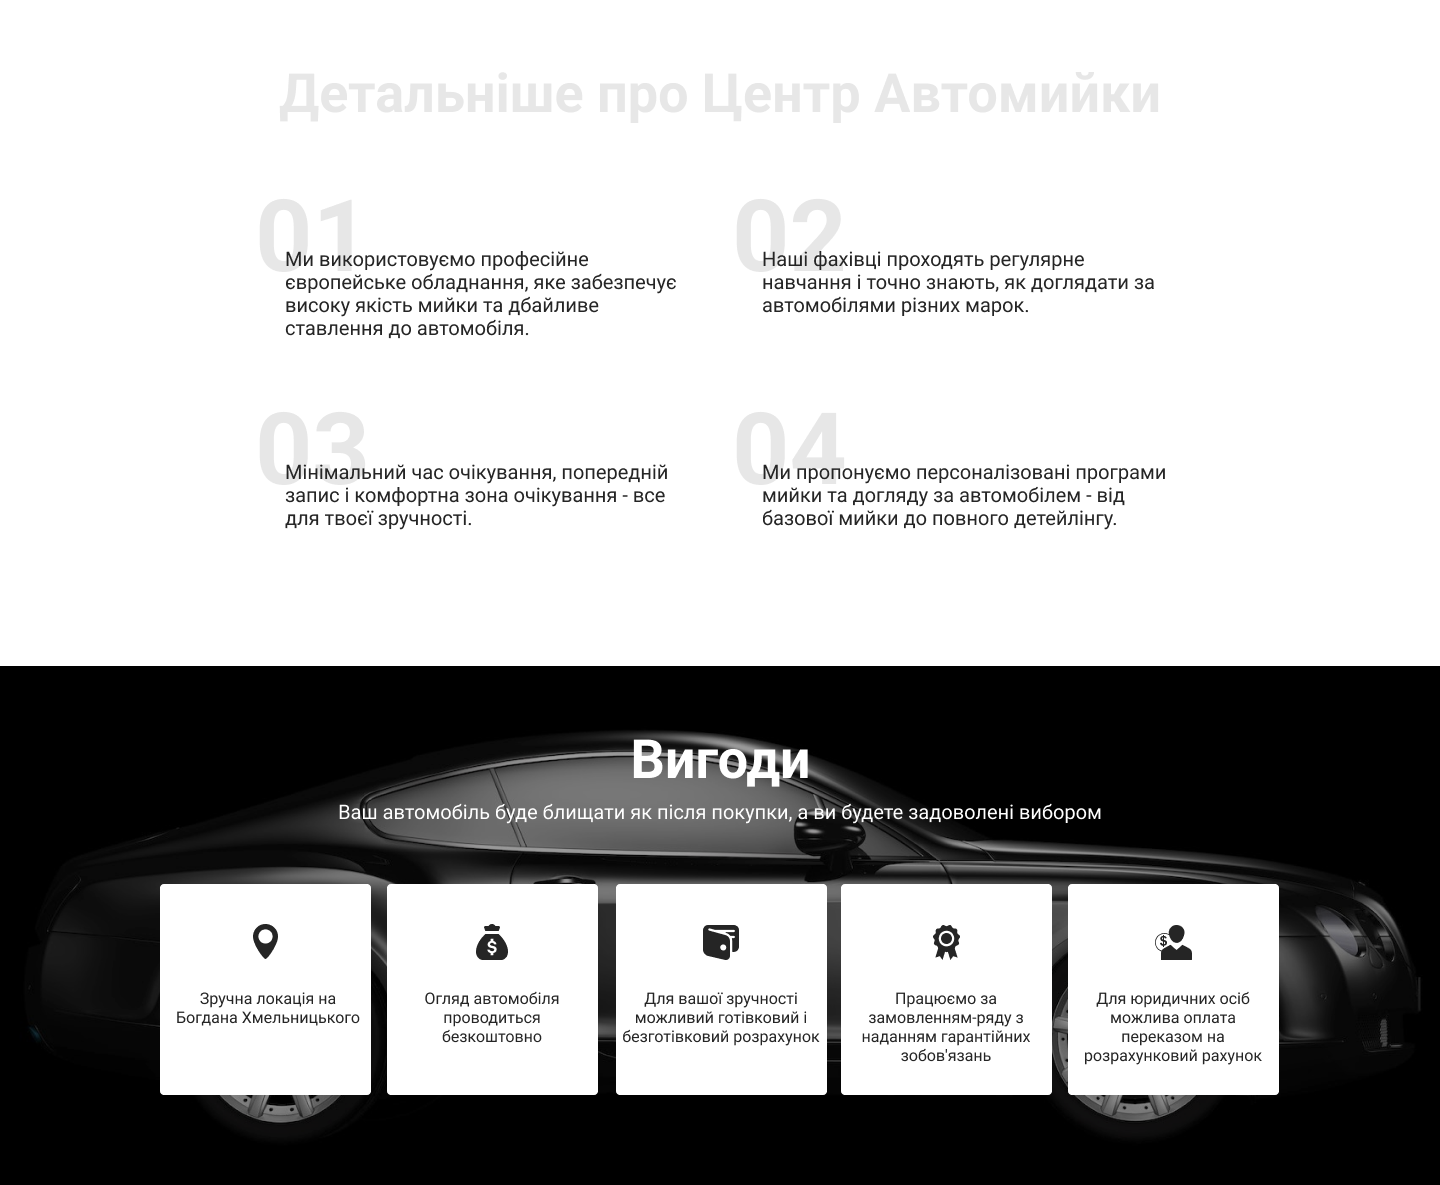 Детальніше про Центр Автомийки
01
Ми використовуємо професійне
європейське обладнання, яке забезпечує
високу якість мийки та дбайливе
ставлення до автомобіля.
02
Наші фахівці проходять регулярне
навчання і точно знають, як доглядати за
автомобілями різних марок.
03
Мінімальний час очікування, попередній
запис і комфортна зона очікування - все
для твоєї зручності.
04
Ми пропонуємо персоналізовані програми
мийки та догляду за автомобілем - від
базової мийки до повного детейлінгу.
Вигоди
Ваш автомобіль буде блищати як після покупки, а ви будете задоволені вибором
Зручна локація на
Богдана Хмельницького
$
Огляд автомобіля
проводиться
безкоштовно
Для вашої зручності
можливий готівковий і
безготівковий розрахунок
Працюємо за
замовленням-ряду з
наданням гарантійних
зобов'язань
$
Для юридичних осіб
можлива оплата
переказом на
розрахунковий рахунок